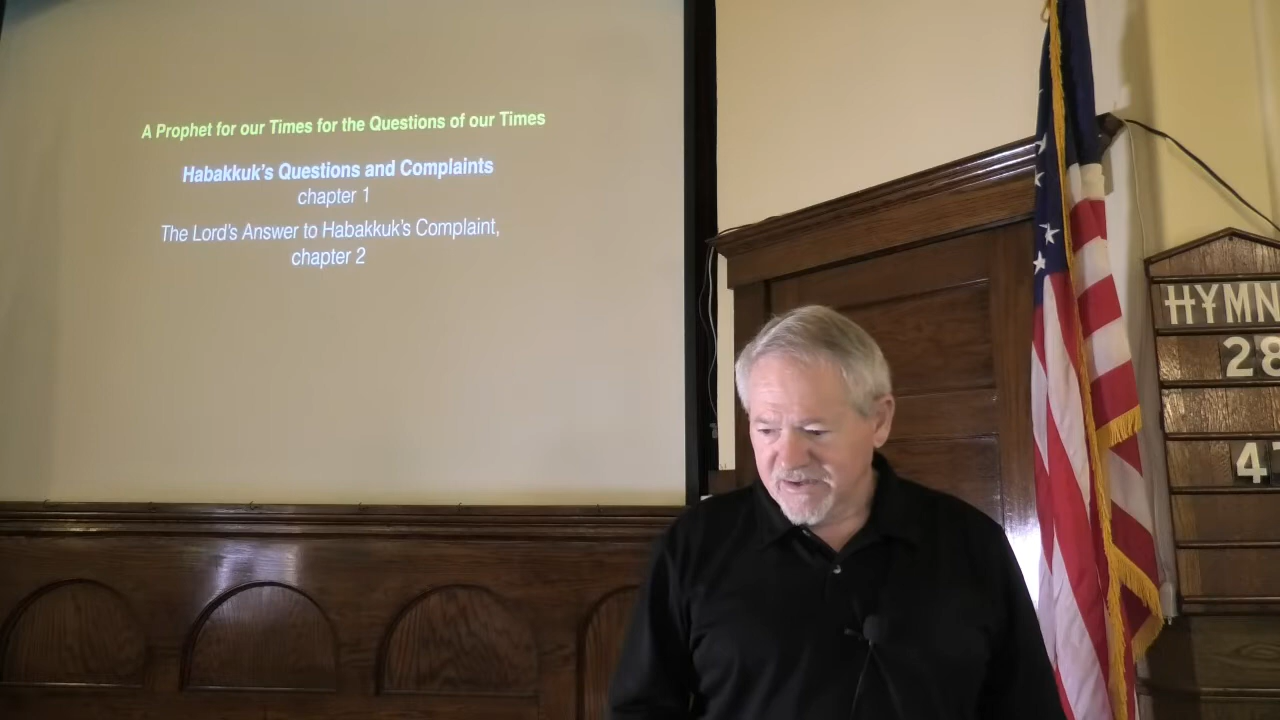 A Prophet for our Times for the Questions of our Times
Habakkuk's Questions and Complaints
chapter 1
The Lord's Answer to Habakkuk's Complaint,
chapter 2
HYMN
28
4